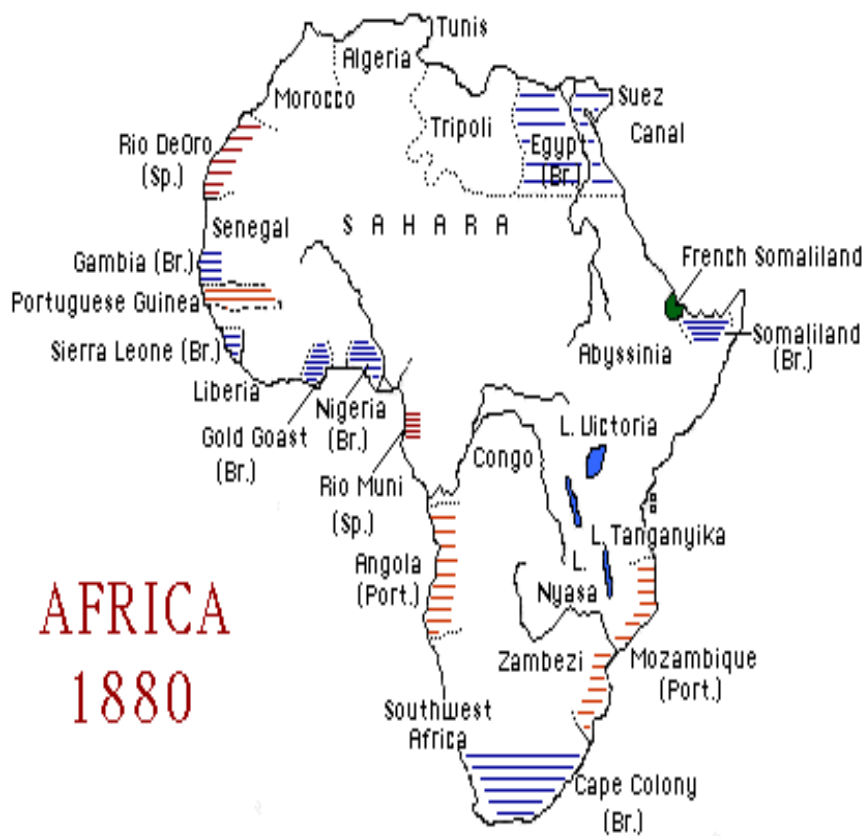 Tunis
Algeria
Morocco
Suez
Canal
Tripoli
Egyp
(Br.)
Rio DeOro
(Sp.)
Senegal
S A H A R A
Gambia (Br.)
French Somaliland
Portuguese Guinea
Sierra Leone (Br.)
Abyssinia
Somaliland
(Br.)
Liberia
Nigeria
(Br.)
Gold Goast
(Br.)
L. Victoria
Congo
Rio Muni
(Sp.)
L. Tanganyika
Angola
(Port.)
L.
Nyasa
AFRICA
1880
Zambezi
Mozambique
(Port.)
Southwest
Africa
Cape Colony
(Br.)